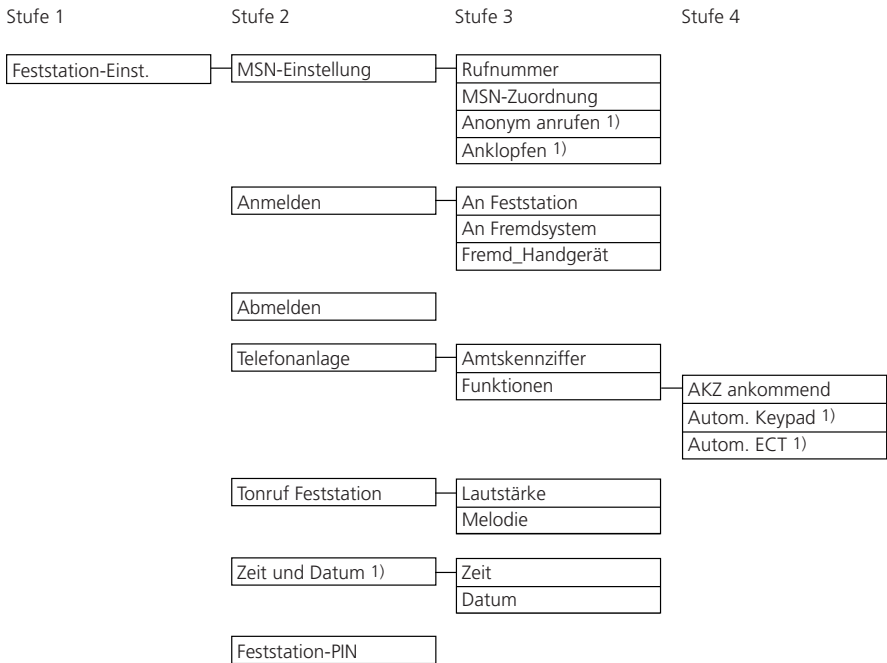 Stufe 1 Stufe 2 Stufe 3 Stufe 4
Feststation-Einst. MSN-Einstellung Rufnummer
MSN-Zuordnung
Anonym anrufen 1)
Anklopfen 1)
Anmelden An Feststation
An Fremdsystem
Fremd_Handgerät
Abmelden
Telefonanlage Amtskennziffer
Funktionen AKZ ankommend
Autom. Keypad 1)
Autom. ECT 1)
Tonruf Feststation Lautstärke
Melodie
Zeit und Datum 1) Zeit
Datum
Feststation-PIN